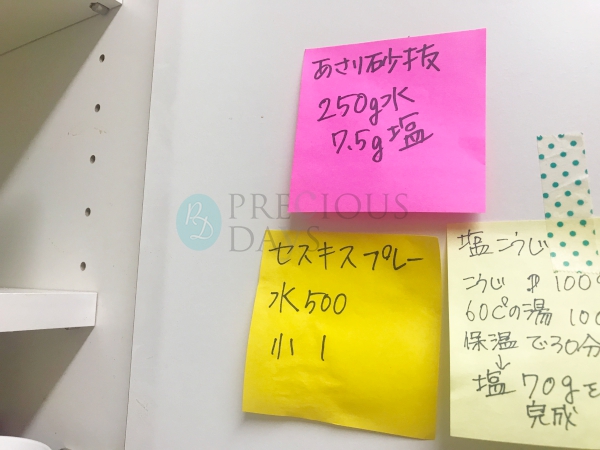 あさり砂抜
250g水
7.5g塩
PRECIOUS
DAYS
PD
セスキスプレー
水500
小1
塩こうじ
こうじ 100
60℃の湯 100
保温で30分
↓
塩70gを
完成